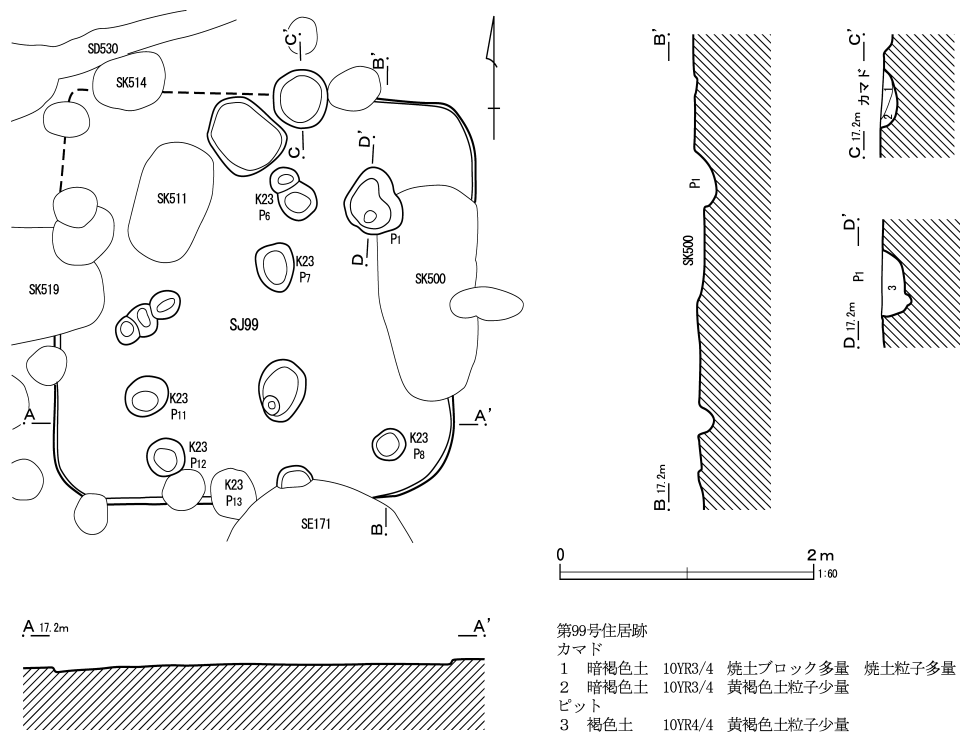 SD530
SK514
C'
B'
D'
C
K23
P6
SK511
P1
D
K23
P7
SK500
SK519
SJ99
A
K23
P11
A'
K23
P8
K23
P12
K23
P13
SE171
B
B'
P1
SK500
B 17.2m
C'
カマド
1
2
C 17.2m
D'
P1
3
D 17.2m
0 2m
1:60
A 17.2m
A'
第99号住居跡
カマド
1 暗褐色土 10YR3/4 焼土ブロック多量 焼土粒子多量
2 暗褐色土 10YR3/4 黄褐色土粒子少量
ピット
3 褐色土 10YR4/4 黄褐色土粒子少量